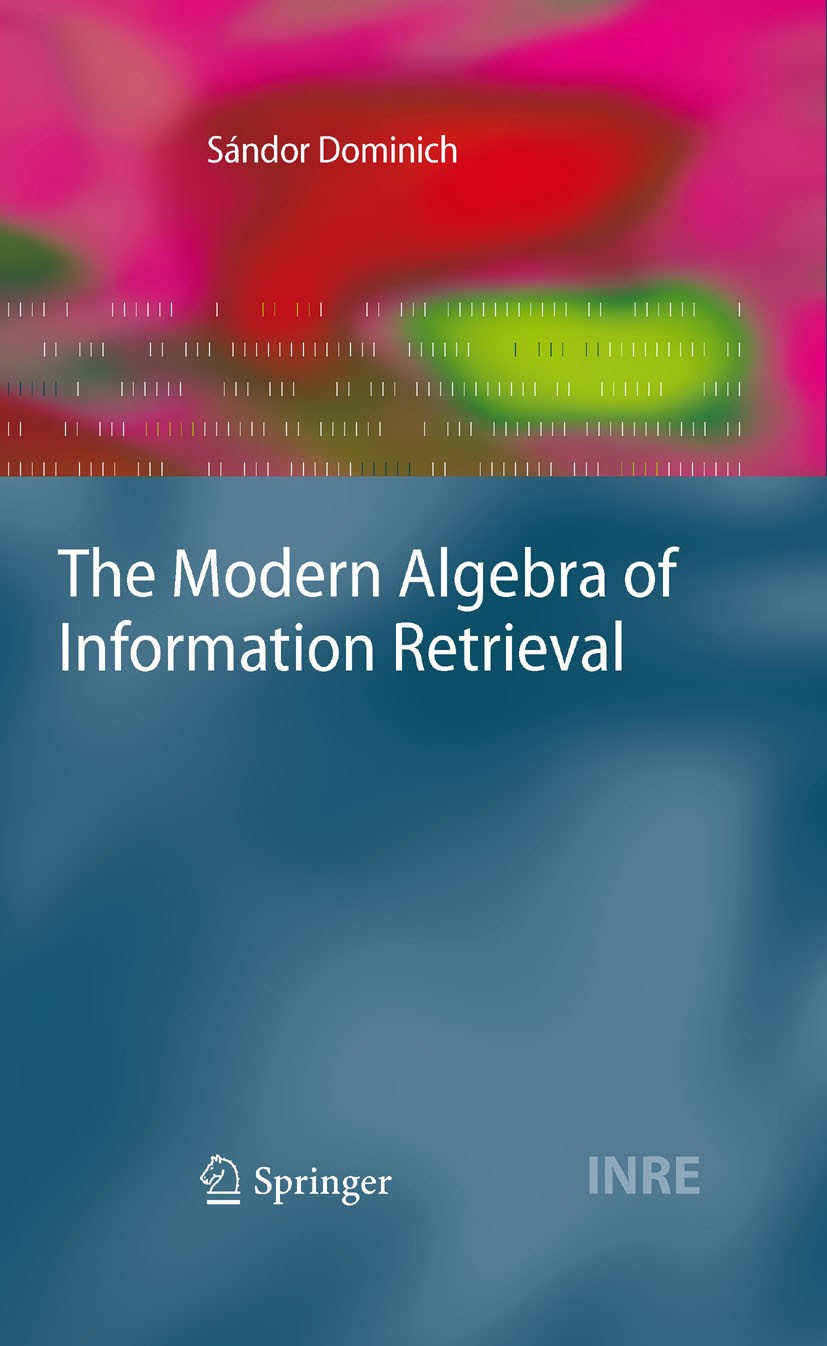 Sándor Dominich
The Modern Algebra of
Information Retrieval
Springer
INRE